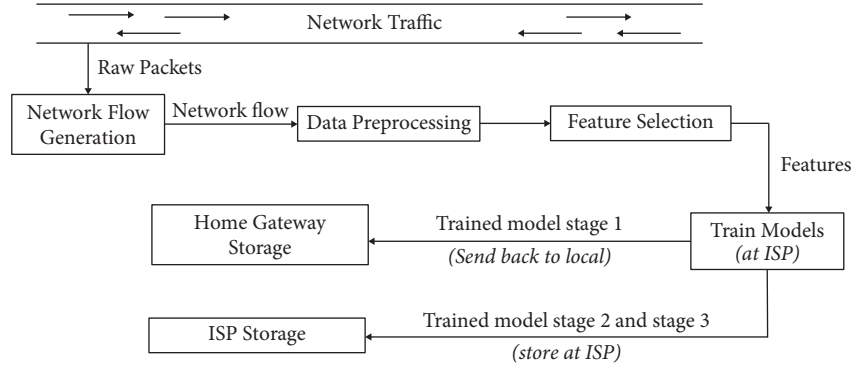 Network Traffic
Raw Packets
Network Flow
Generation
Network flow
Data Preprocessing
Feature Selection
Features
Home Gateway
Storage
Trained model stage 1
(Send back to local)
Train Models
(at ISP)
ISP Storage
Trained model stage 2 and stage 3
(store at ISP)